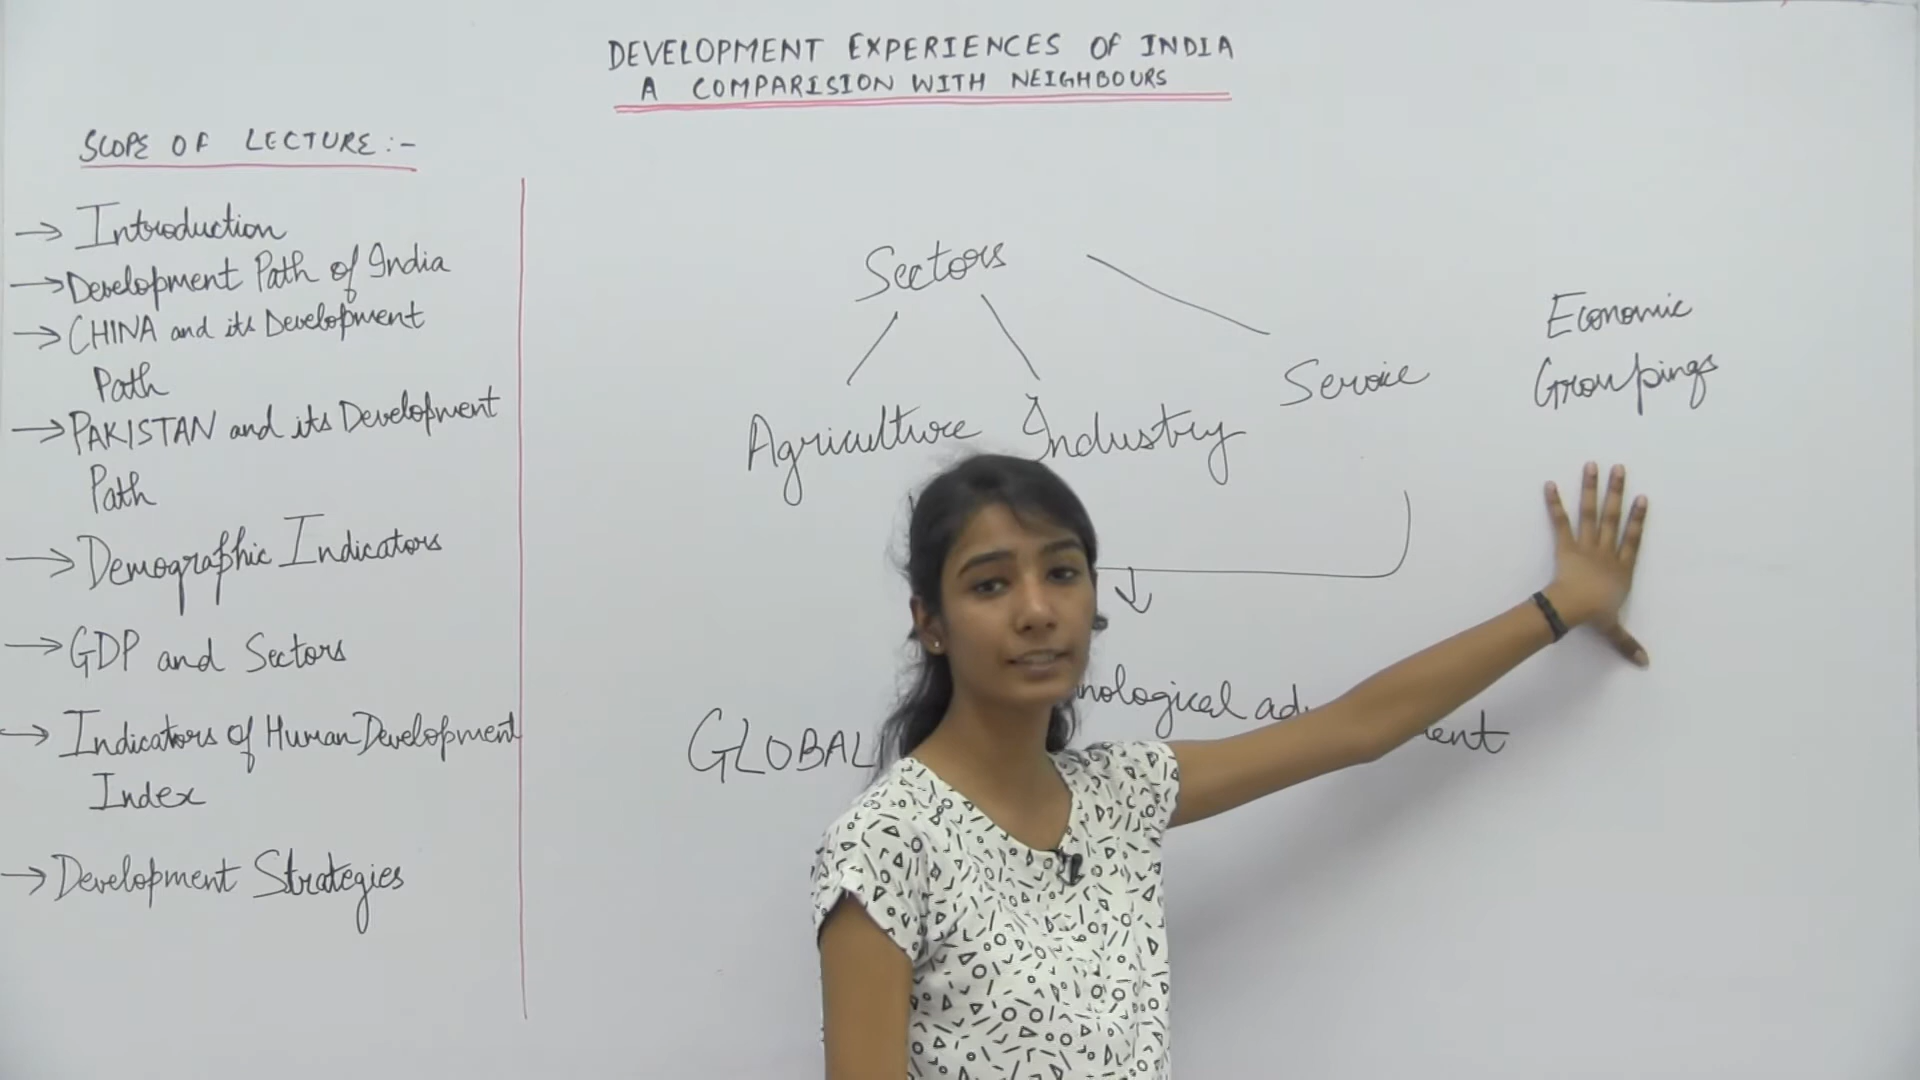 DEVELOPMENT EXPERIENCES OF INDIA
A COMPARISION WITH NEIGHBOURS
SCOPE OF LECTURE:-
→ Introduction
→ Development Path of India
→ CHINA and its Development
Path
→ PAKISTAN and its Development
Path
→ Demographic Indicators
→ GDP and Sectors
→ Indicators of Human Development
Index
→ Development Strategies
Sectors
Agriculture Industry Service
Economic
Groupings